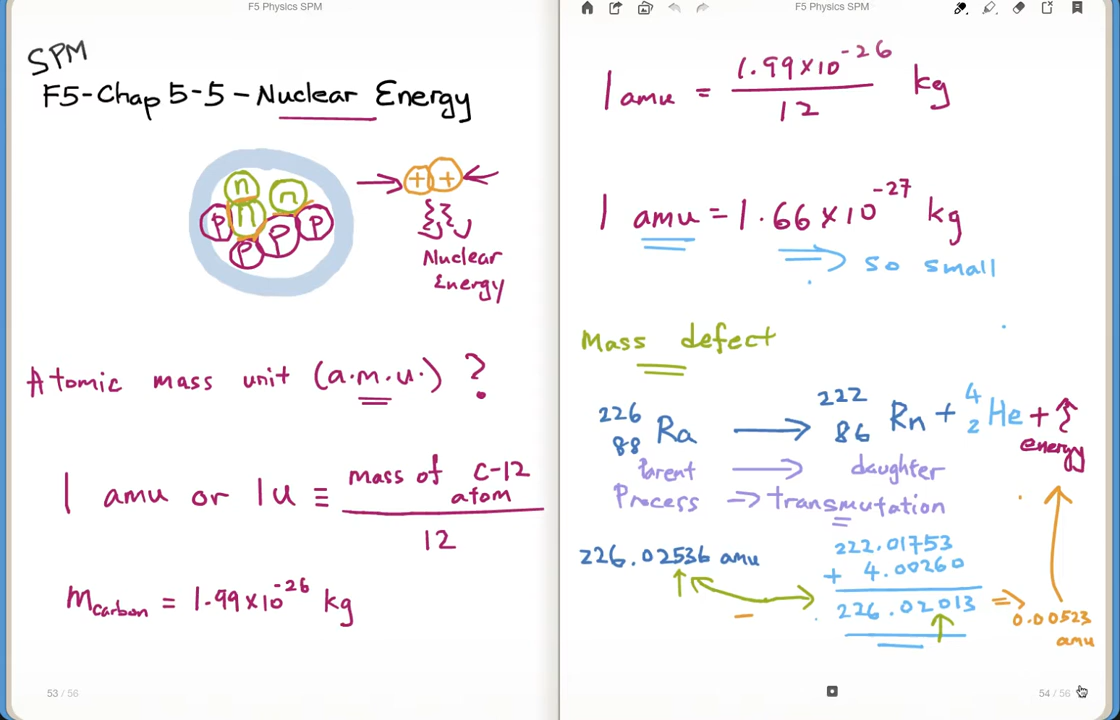 F5 Physics SPM
SPM
F5-Chap 5-5-Nuclear Energy
n
n
n
P
P
P
P
+ +
Nuclear
Energy
Atomic mass unit (a.m.u.) ?
1 amu or 1u ≡ mass of C-12 atom / 12
m carbon = 1.99×10^-26 kg
53 / 56
F5 Physics SPM
1 amu = 1.99×10^-26 / 12 kg
1 amu = 1.66×10^-27 kg
⇒ so small
Mass defect
226 88 Ra → 222 86 Rn + 4 2 He + energy
Parent → daughter
Process ⇒ transmutation
226.02536 amu
222.01753
+ 4.00260
226.02013 ⇒ 0.00523 amu
−
54 / 56